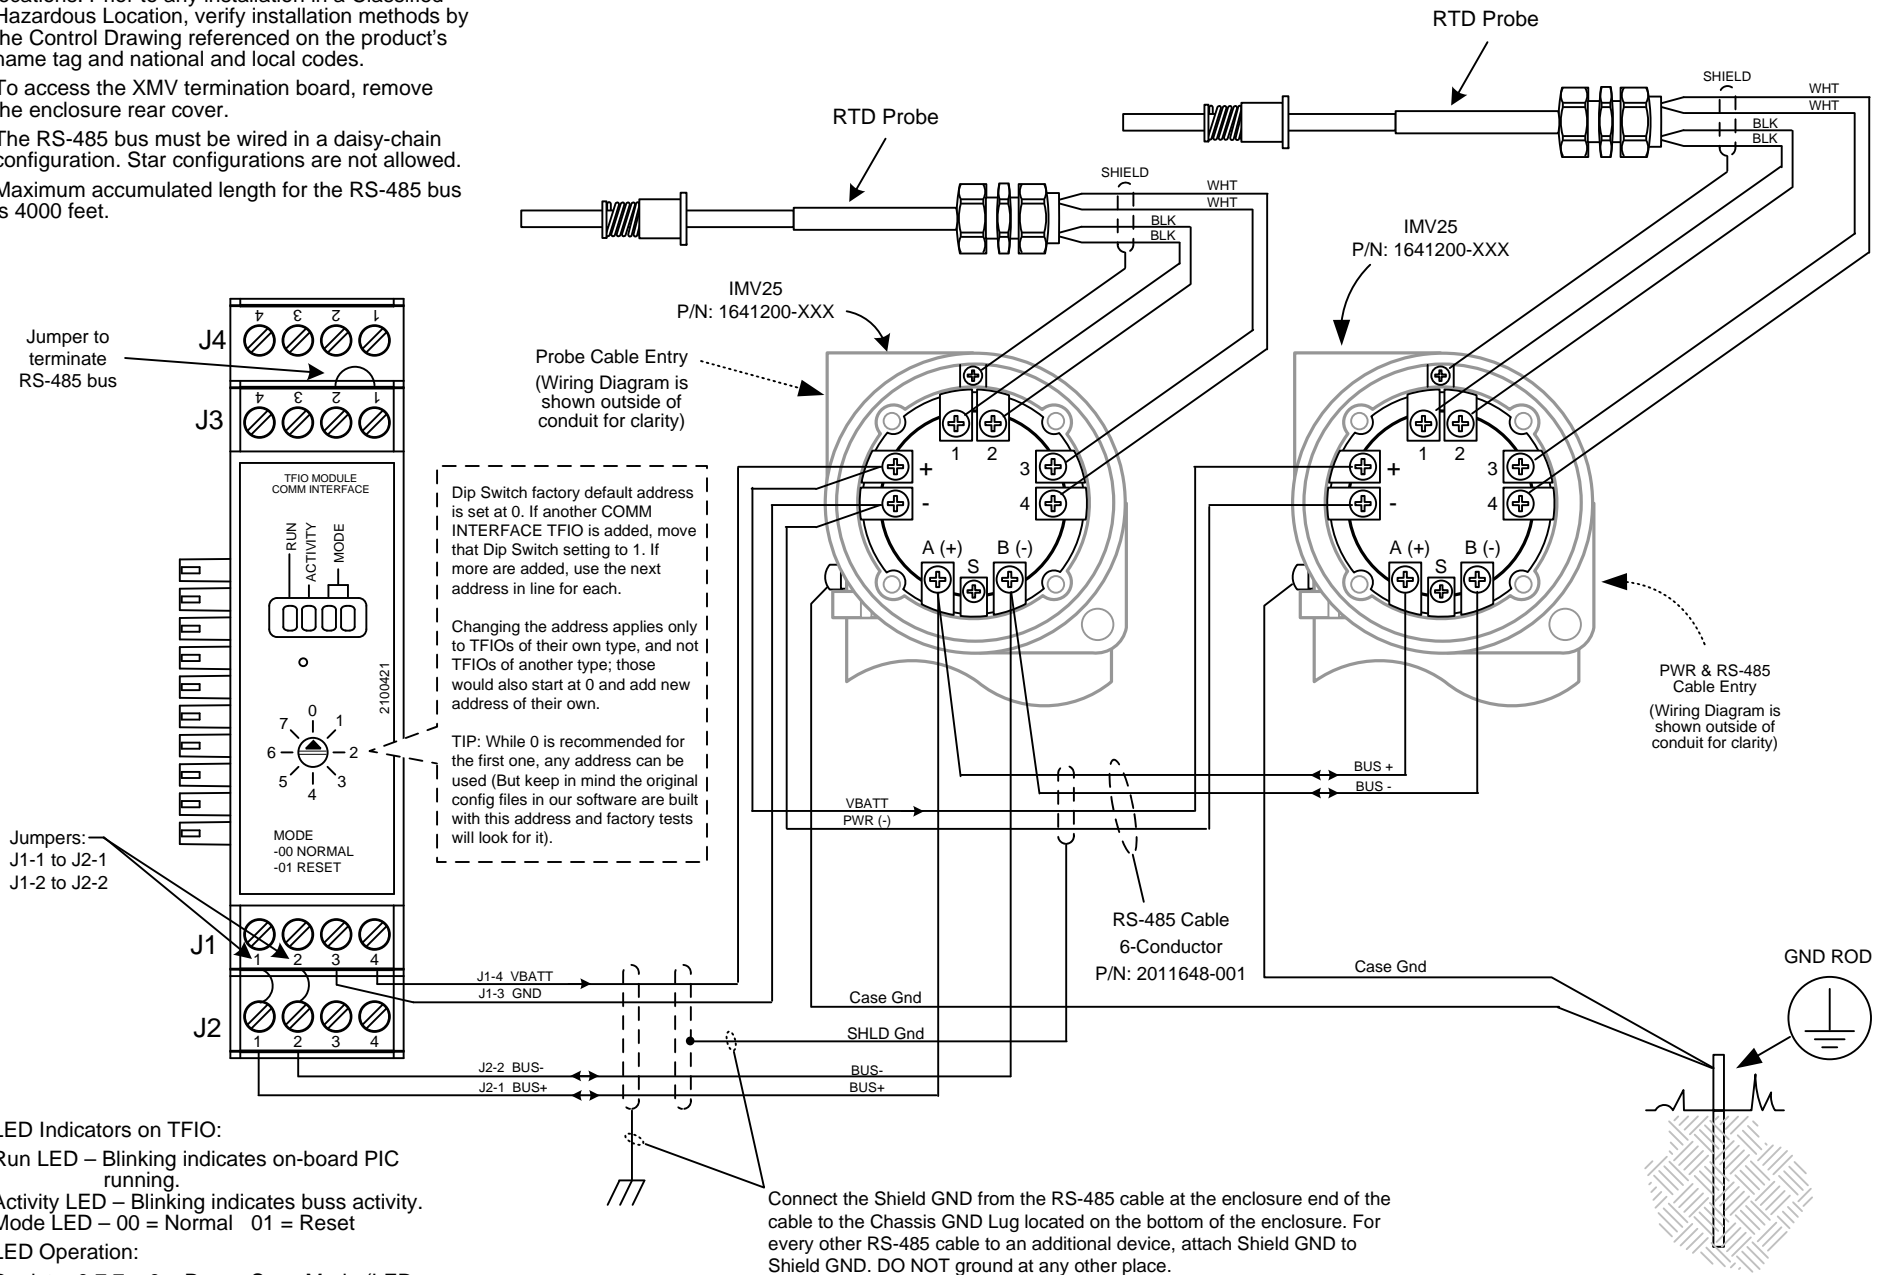 Hazardous Location, verify installation methods by
the Control Drawing referenced on the product's
name tag and national and local codes.
To access the XMV termination board, remove
the enclosure rear cover.
The RS-485 bus must be wired in a daisy-chain
configuration. Star configurations are not allowed.
Maximum accumulated length for the RS-485 bus
is 4000 feet.
RTD Probe
SHIELD
WHT
WHT
BLK
BLK
RTD Probe
SHIELD
WHT
WHT
BLK
BLK
IMV25
P/N: 1641200-XXX
IMV25
P/N: 1641200-XXX
Probe Cable Entry
(Wiring Diagram is
shown outside of
conduit for clarity)
Jumper to
terminate
RS-485 bus
J4
4 3 2 1
J3
4 3 2 1
TFIO MODULE
COMM INTERFACE
RUN
ACTIVITY
MODE
2100421
0
1
2
3
4
5
6
7
MODE
-00 NORMAL
-01 RESET
Dip Switch factory default address
is set at 0. If another COMM
INTERFACE TFIO is added, move
that Dip Switch setting to 1. If
more are added, use the next
address in line for each.
Changing the address applies only
to TFIOs of their own type, and not
TFIOs of another type; those
would also start at 0 and add new
address of their own.
TIP: While 0 is recommended for
the first one, any address can be
used (But keep in mind the original
config files in our software are built
with this address and factory tests
will look for it).
1 2
3
4
+
-
A (+)
S
B (-)
1 2
3
4
+
-
A (+)
S
B (-)
PWR & RS-485
Cable Entry
(Wiring Diagram is
shown outside of
conduit for clarity)
BUS +
BUS -
VBATT
PWR (-)
Jumpers:
J1-1 to J2-1
J1-2 to J2-2
RS-485 Cable
6-Conductor
P/N: 2011648-001
J1
1 2 3 4
J2
1 2 3 4
J1-4 VBATT
J1-3 GND
Case Gnd
Case Gnd
GND ROD
SHLD Gnd
J2-2 BUS-
BUS-
J2-1 BUS+
BUS+
LED Indicators on TFIO:
Run LED – Blinking indicates on-board PIC
running.
Activity LED – Blinking indicates buss activity.
Mode LED – 00 = Normal 01 = Reset
LED Operation:
Connect the Shield GND from the RS-485 cable at the enclosure end of the
cable to the Chassis GND Lug located on the bottom of the enclosure. For
every other RS-485 cable to an additional device, attach Shield GND to
Shield GND. DO NOT ground at any other place.